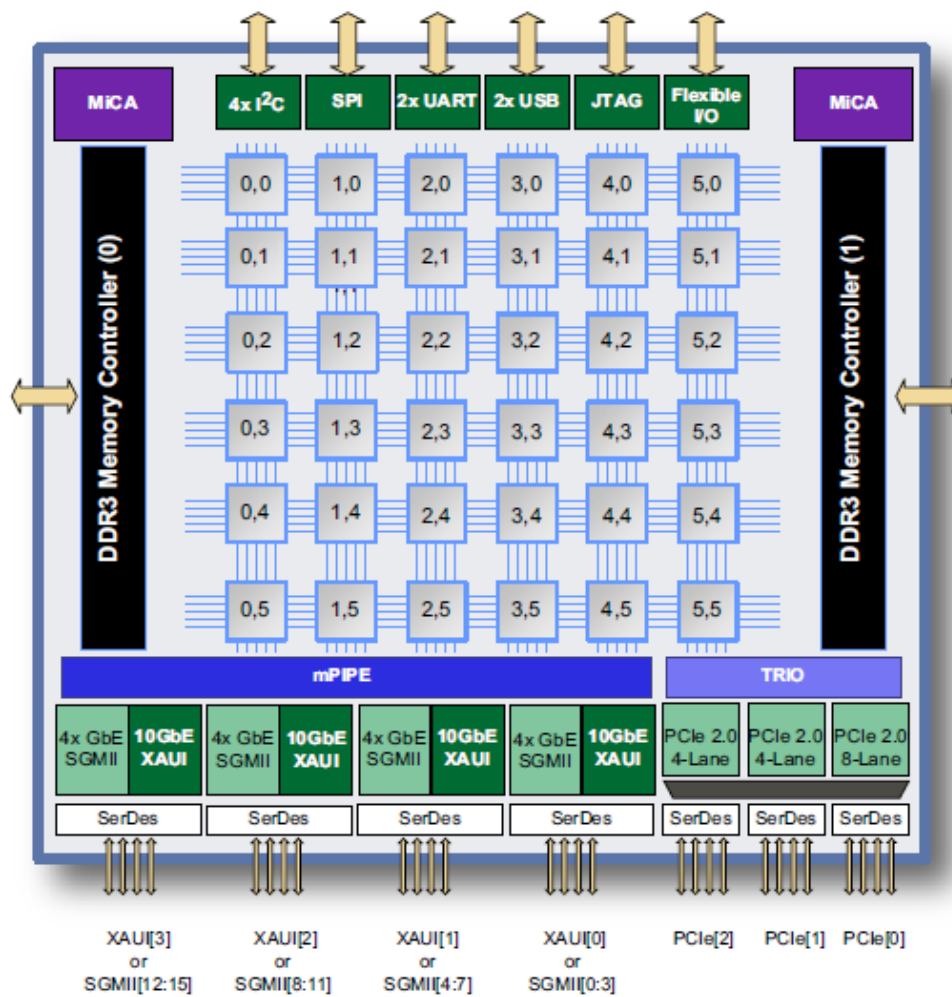 MiCA
4x I2C
SPI
2x UART
2x USB
JTAG
Flexible
I/O
MiCA
DDR3 Memory Controller (0)
DDR3 Memory Controller (1)
0,0 1,0 2,0 3,0 4,0 5,0
0,1 1,1 2,1 3,1 4,1 5,1
0,2 1,2 2,2 3,2 4,2 5,2
0,3 1,3 2,3 3,3 4,3 5,3
0,4 1,4 2,4 3,4 4,4 5,4
0,5 1,5 2,5 3,5 4,5 5,5
mPIPE
TRIO
4x GbE
SGMII
10GbE
XAUI
4x GbE
SGMII
10GbE
XAUI
4x GbE
SGMII
10GbE
XAUI
4x GbE
SGMII
10GbE
XAUI
PCIe 2.0
4-Lane
PCIe 2.0
4-Lane
PCIe 2.0
8-Lane
SerDes SerDes SerDes SerDes SerDes SerDes SerDes
XAUI[3]
or
SGMII[12:15]
XAUI[2]
or
SGMII[8:11]
XAUI[1]
or
SGMII[4:7]
XAUI[0]
or
SGMII[0:3]
PCIe[2]
PCIe[1]
PCIe[0]